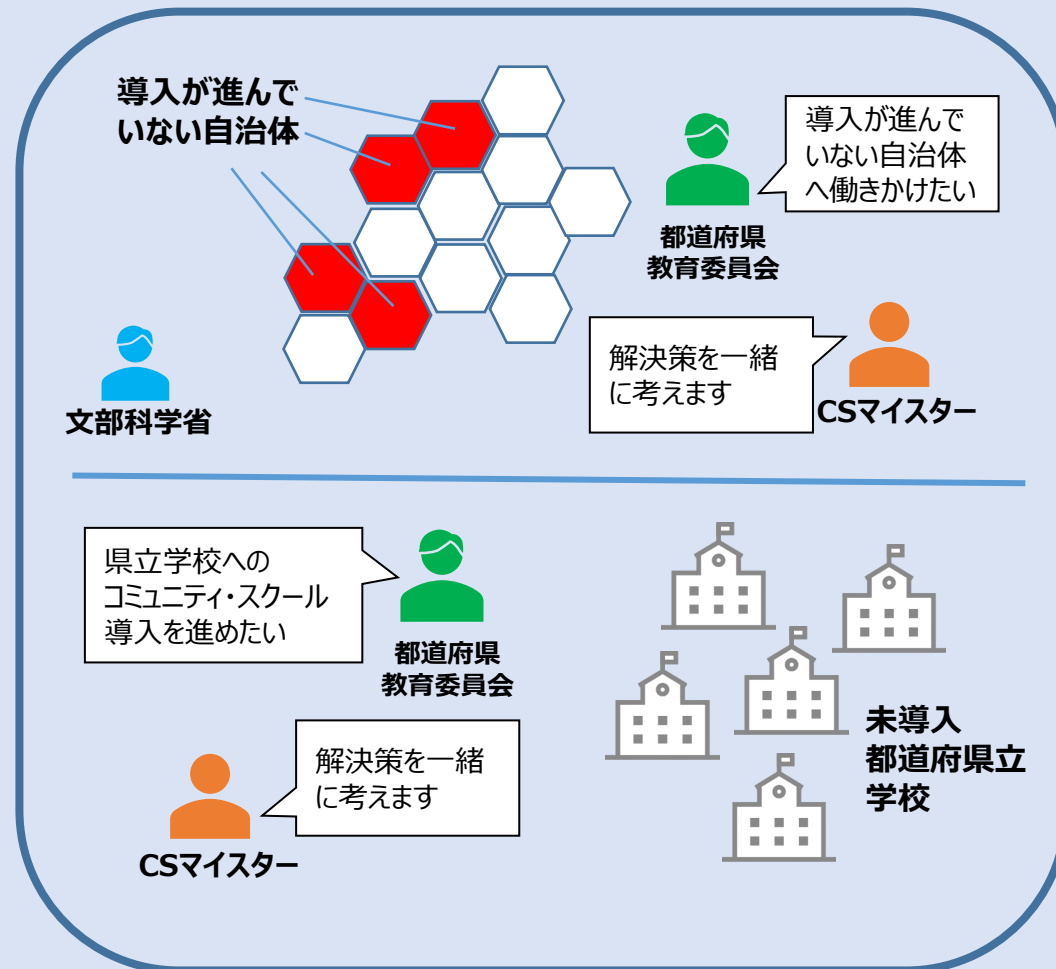 導入が進んで
いない自治体
導入が進んで
いない自治体
へ働きかけたい
都道府県
教育委員会
解決策を一緒
に考えます
CSマイスター
文部科学省
県立学校への
コミュニティ・スクール
導入を進めたい
都道府県
教育委員会
解決策を一緒
に考えます
CSマイスター
未導入
都道府県立
学校